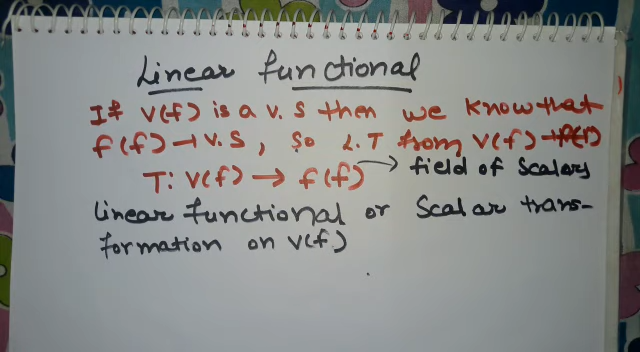 Linear functional
If V(f) is a V.S then we know that
f(f) → V.S, So L.T from V(f) → f(f)
T: V(f) → f(f) → field of Scalars
Linear functional or Scalar trans-
formation on V(f)